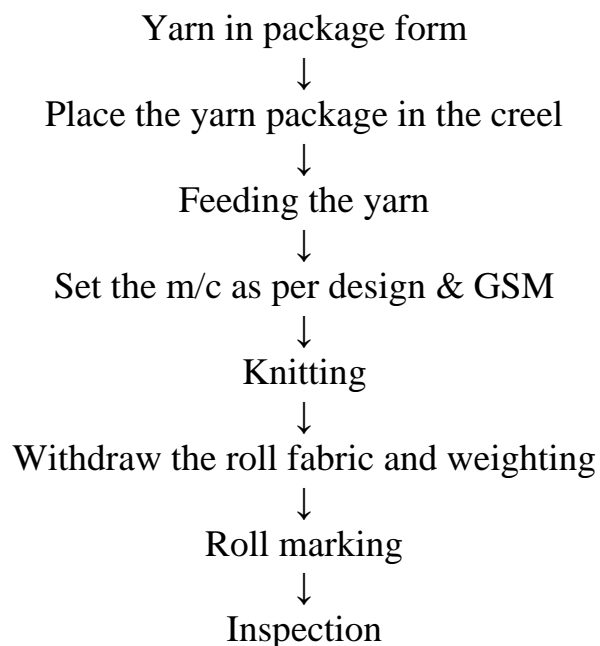 Yarn in package form
↓
Place the yarn package in the creel
↓
Feeding the yarn
↓
Set the m/c as per design & GSM
↓
Knitting
↓
Withdraw the roll fabric and weighting
↓
Roll marking
↓
Inspection